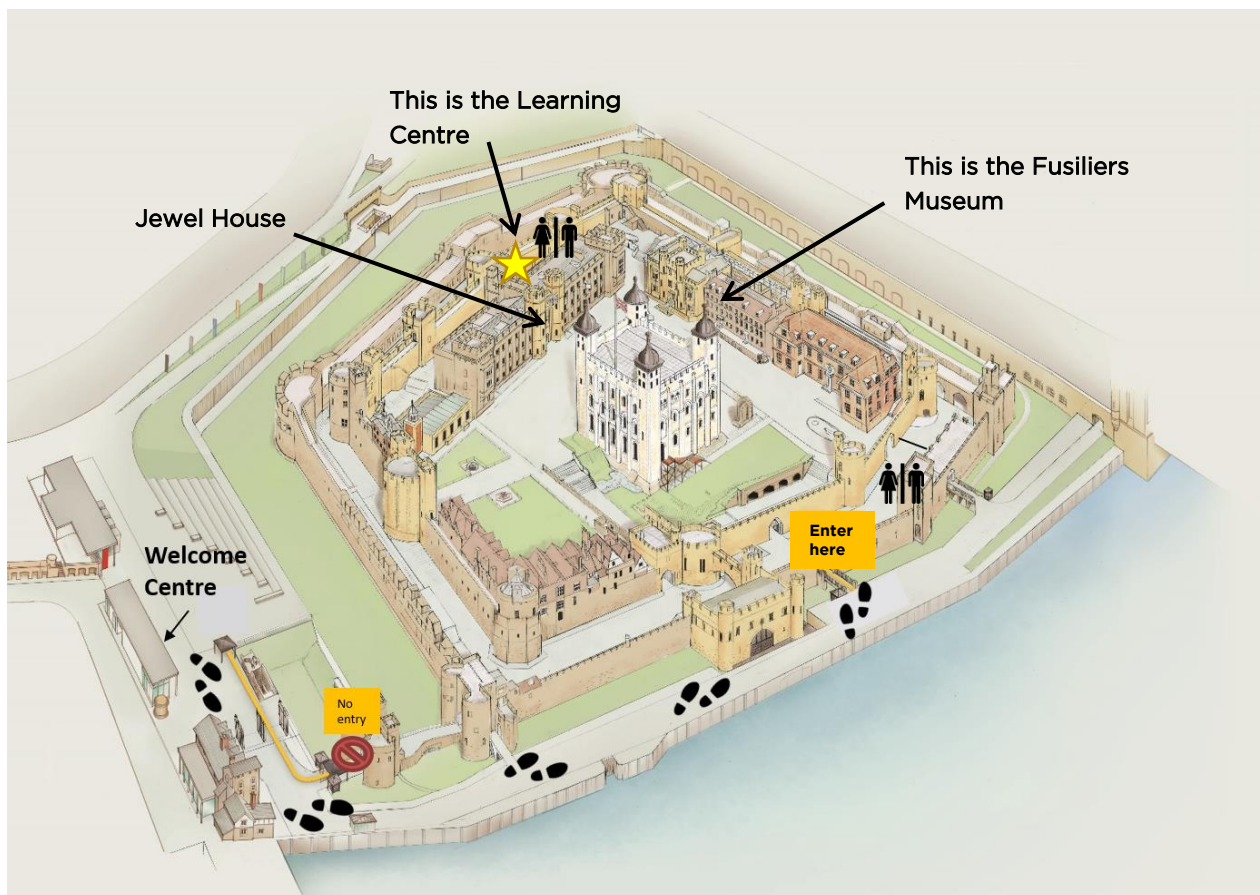 This is the Learning
Centre
This is the Fusiliers
Museum
Jewel House
Enter
here
Welcome
Centre
No
entry